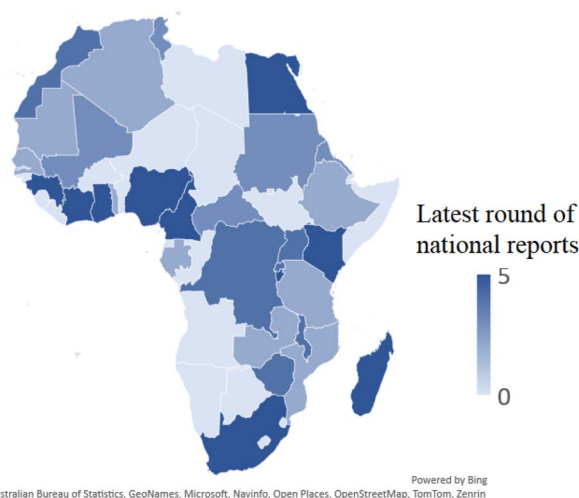 Latest round of
national reports
5
0
Powered by Bing
stralian Bureau of Statistics, GeoNames, Microsoft, Navinfo, Open Places, OpenStreetMap, TomTom, Zenrin